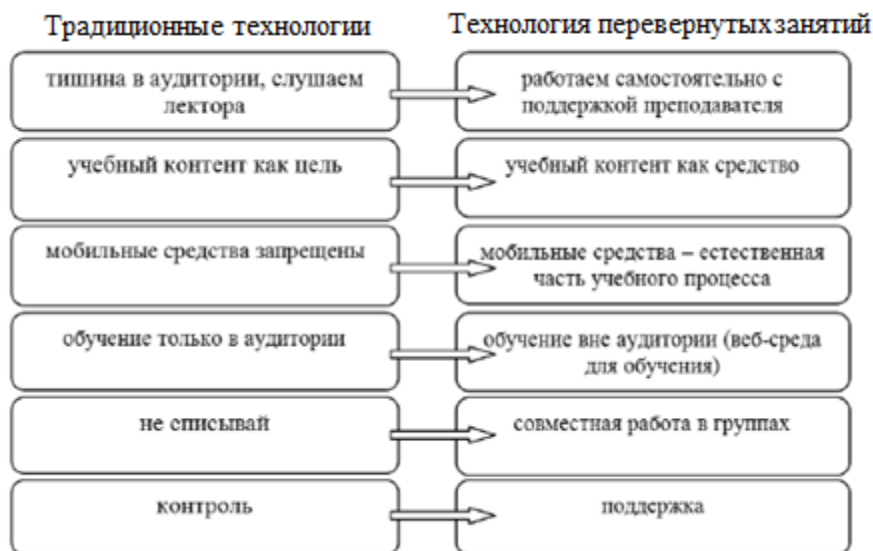 Традиционные технологии
Технология перевернутых занятий
тишина в аудитории, слушаем
лектора
работаем самостоятельно с
поддержкой преподавателя
учебный контент как цель
учебный контент как средство
мобильные средства запрещены
мобильные средства – естественная
часть учебного процесса
обучение только в аудитории
обучение вне аудитории (веб-среда
для обучения)
не списывай
совместная работа в группах
контроль
поддержка